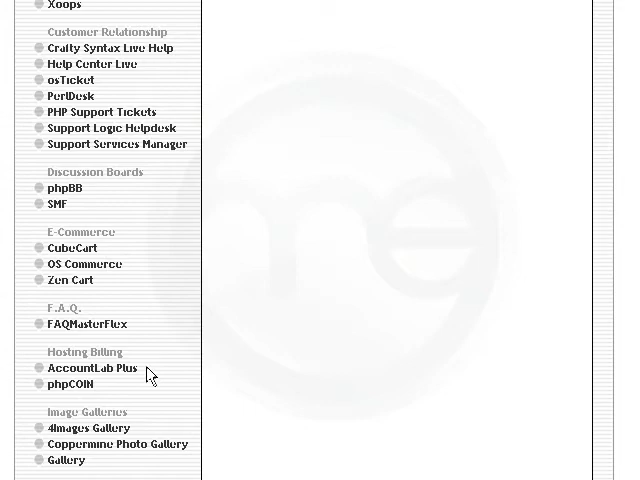 Xoops
Customer Relationship
Crafty Syntax Live Help
Help Center Live
osTicket
PerlDesk
PHP Support Tickets
Support Logic Helpdesk
Support Services Manager
Discussion Boards
phpBB
SMF
E-Commerce
CubeCart
OS Commerce
Zen Cart
F.A.Q.
FAQMasterFlex
Hosting Billing
AccountLab Plus
phpCOIN
Image Galleries
4Images Gallery
Coppermine Photo Gallery
Gallery
me